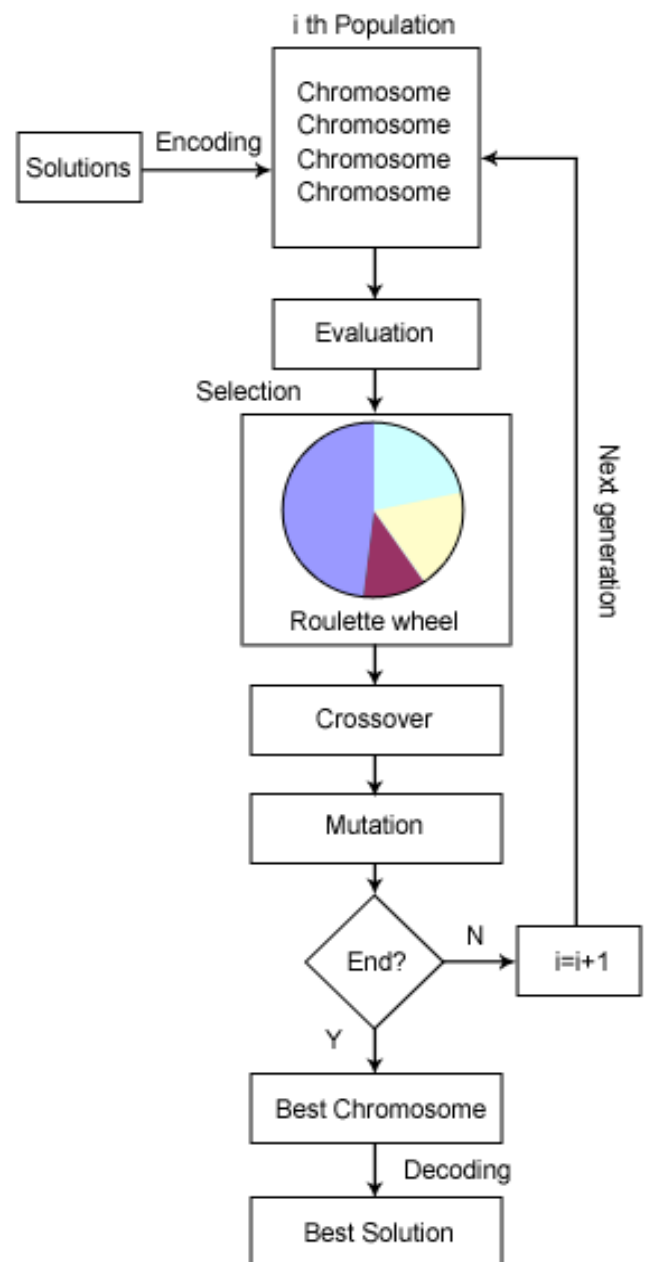 i th Population
Chromosome
Chromosome
Chromosome
Chromosome
Encoding
Solutions
Evaluation
Selection
Roulette wheel
Next generation
Crossover
Mutation
End?
N
i=i+1
Y
Best Chromosome
Decoding
Best Solution